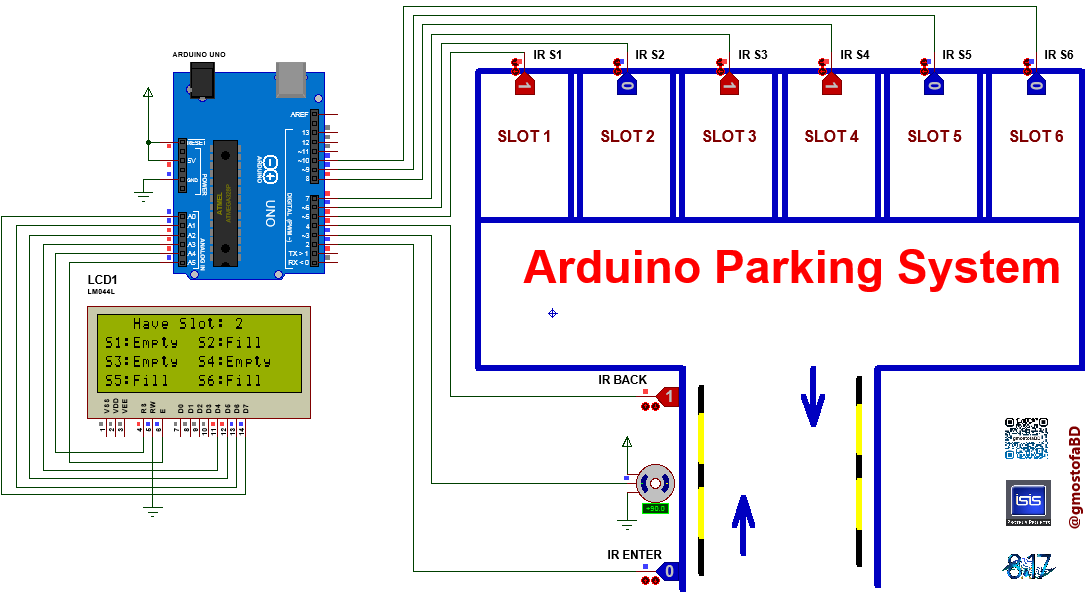 IR S1 IR S2 IR S3 IR S4 IR S5 IR S6
1 0 1 1 0 0
SLOT 1 SLOT 2 SLOT 3 SLOT 4 SLOT 5 SLOT 6
Arduino Parking System
ARDUINO UNO
AREF
13
12
~11
~10
~9
8
7
~6
~5
4
~3
2
TX > 1
RX < 0
RESET
5V
GND
POWER
A0
A1
A2
A3
A4
A5
ANALOG IN
ATMEL
ATMEGA328P
ARDUINO
UNO
DIGITAL (PWM ~)
LCD1
LM044L
Have Slot: 2
S1:Empty S2:Fill
S3:Empty S4:Empty
S5:Fill S6:Fill
VSS VDD VEE RS RW E D0 D1 D2 D3 D4 D5 D6 D7
1 2 3 4 5 6 7 8 9 10 11 12 13 14
IR BACK
1
+90.0
IR ENTER
0
isis
PROTEUS PROJECTS
817
@gmostofaBD